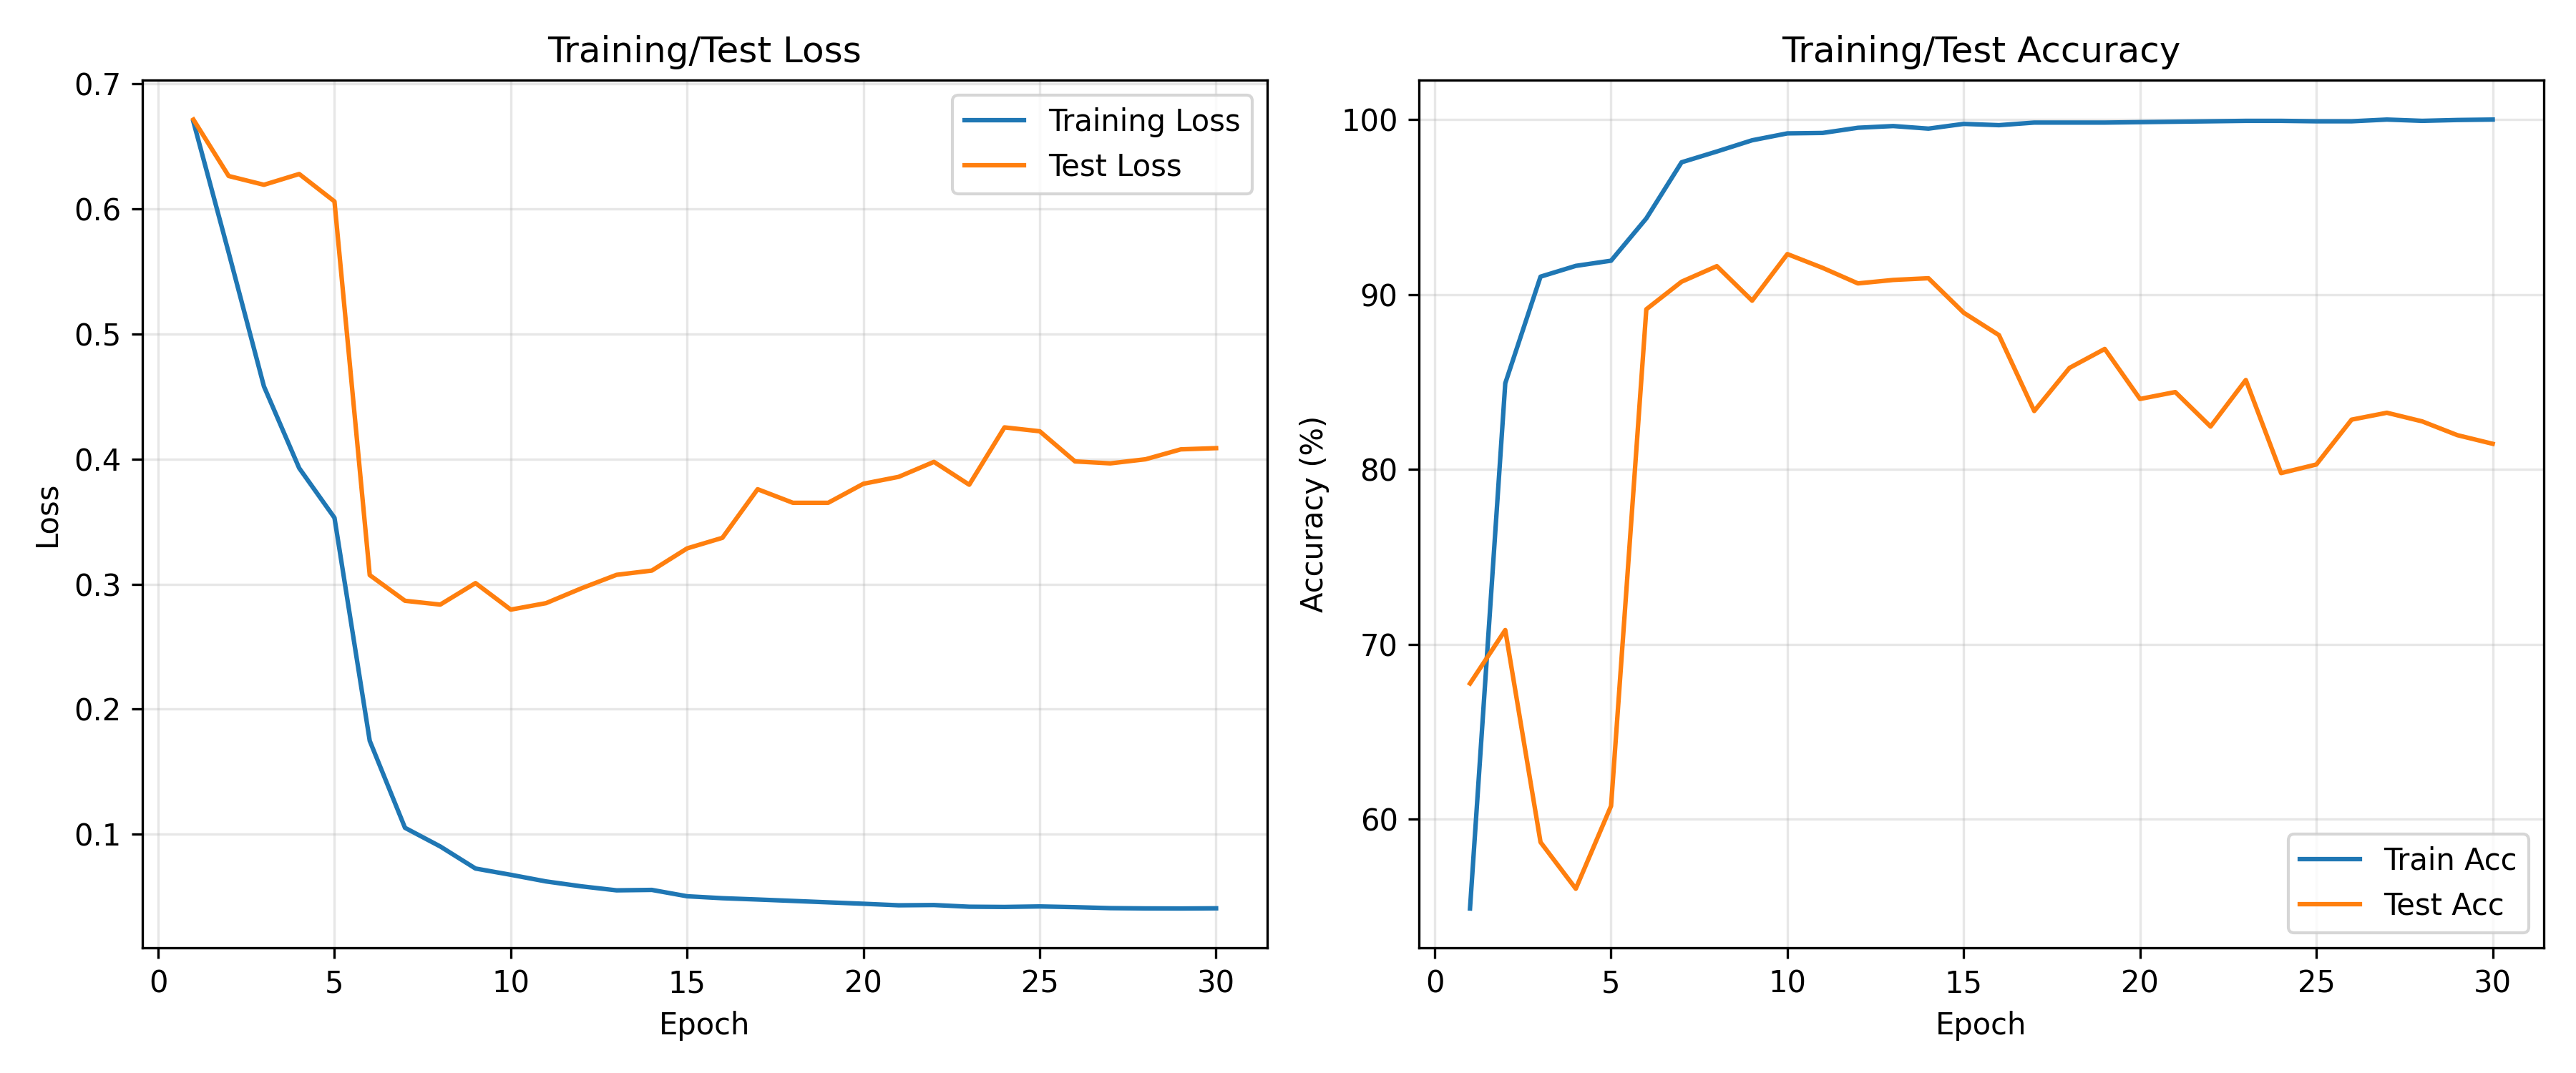 Training/Test Loss
0.7
0.6
0.5
0.4
0.3
0.2
0.1
Loss
Training Loss
Test Loss
0 5 10 15 20 25 30
Epoch
Training/Test Accuracy
100
90
80
70
60
Accuracy (%)
Train Acc
Test Acc
0 5 10 15 20 25 30
Epoch